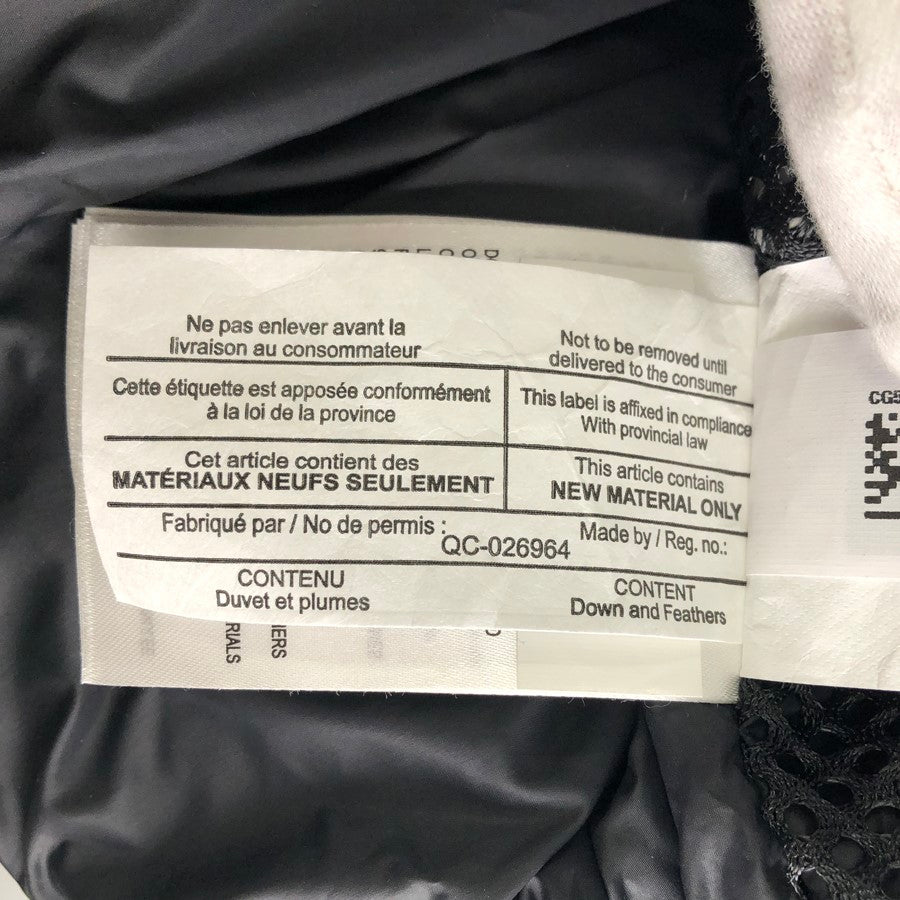 Ne pas enlever avant la
livraison au consommateur
Not to be removed until
delivered to the consumer
Cette étiquette est apposée conformément
à la loi de la province
This label is affixed in compliance
With provincial law
Cet article contient des
MATÉRIAUX NEUFS SEULEMENT
This article contains
NEW MATERIAL ONLY
Fabriqué par / No de permis :
QC-026964
Made by / Reg. no.:
CONTENU
Duvet et plumes
CONTENT
Down and Feathers